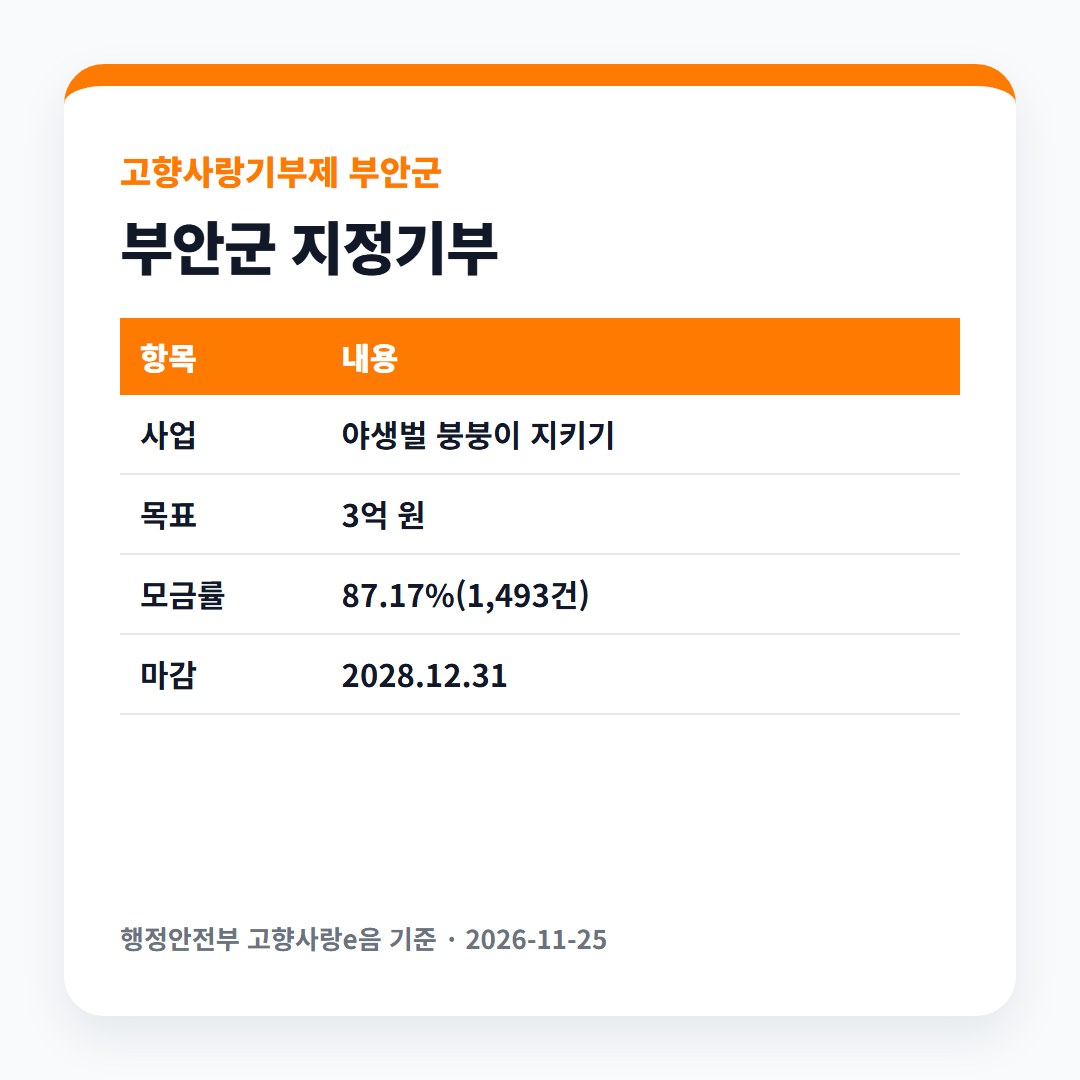 고향사랑기부제 부안군
부안군 지정기부
항목 내용
사업 야생벌 붕붕이 지키기
목표 3억 원
모금률 87.17%(1,493건)
마감 2028.12.31
행정안전부 고향사랑e음 기준 · 2026-11-25